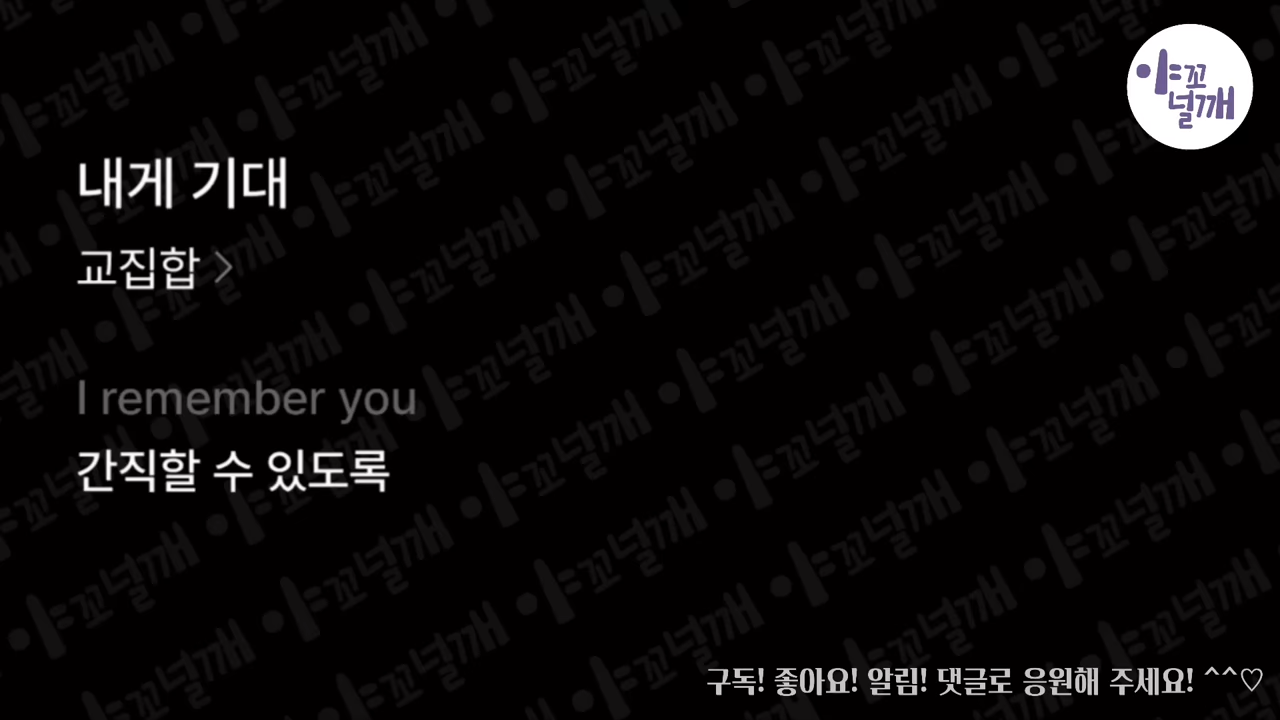 야꼬
널깨
내게 기대
교집합 >
I remember you
간직할 수 있도록
구독! 좋아요! 알림! 댓글로 응원해 주세요! ^^♡